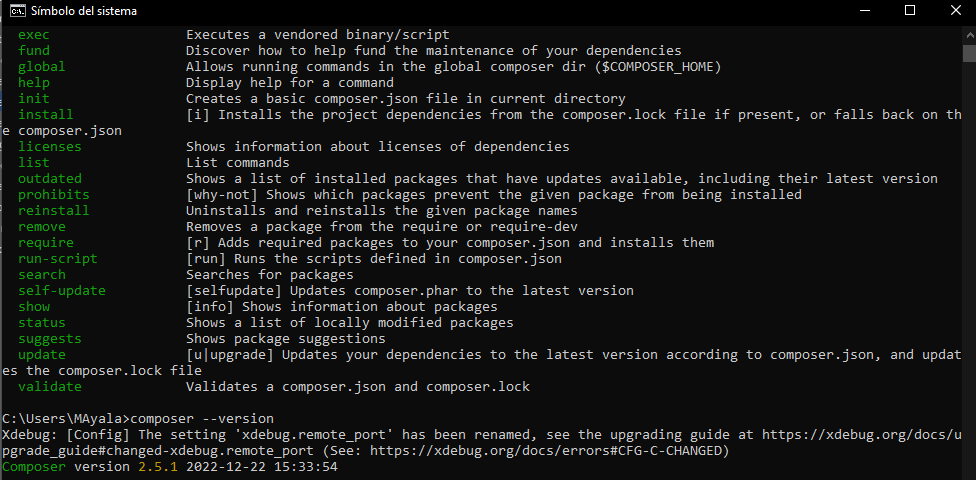 Símbolo del sistema
exec Executes a vendored binary/script
fund Discover how to help fund the maintenance of your dependencies
global Allows running commands in the global composer dir ($COMPOSER_HOME)
help Display help for a command
init Creates a basic composer.json file in current directory
install [i] Installs the project dependencies from the composer.lock file if present, or falls back on th
e composer.json
licenses Shows information about licenses of dependencies
list List commands
outdated Shows a list of installed packages that have updates available, including their latest version
prohibits [why-not] Shows which packages prevent the given package from being installed
reinstall Uninstalls and reinstalls the given package names
remove Removes a package from the require or require-dev
require [r] Adds required packages to your composer.json and installs them
run-script [run] Runs the scripts defined in composer.json
search Searches for packages
self-update [selfupdate] Updates composer.phar to the latest version
show [info] Shows information about packages
status Shows a list of locally modified packages
suggests Shows package suggestions
update [u|upgrade] Updates your dependencies to the latest version according to composer.json, and updat
es the composer.lock file
validate Validates a composer.json and composer.lock
C:\Users\MAyala>composer --version
Xdebug: [Config] The setting 'xdebug.remote_port' has been renamed, see the upgrading guide at https://xdebug.org/docs/u
pgrade_guide#changed-xdebug.remote_port (See: https://xdebug.org/docs/errors#CFG-C-CHANGED)
Composer version 2.5.1 2022-12-22 15:33:54